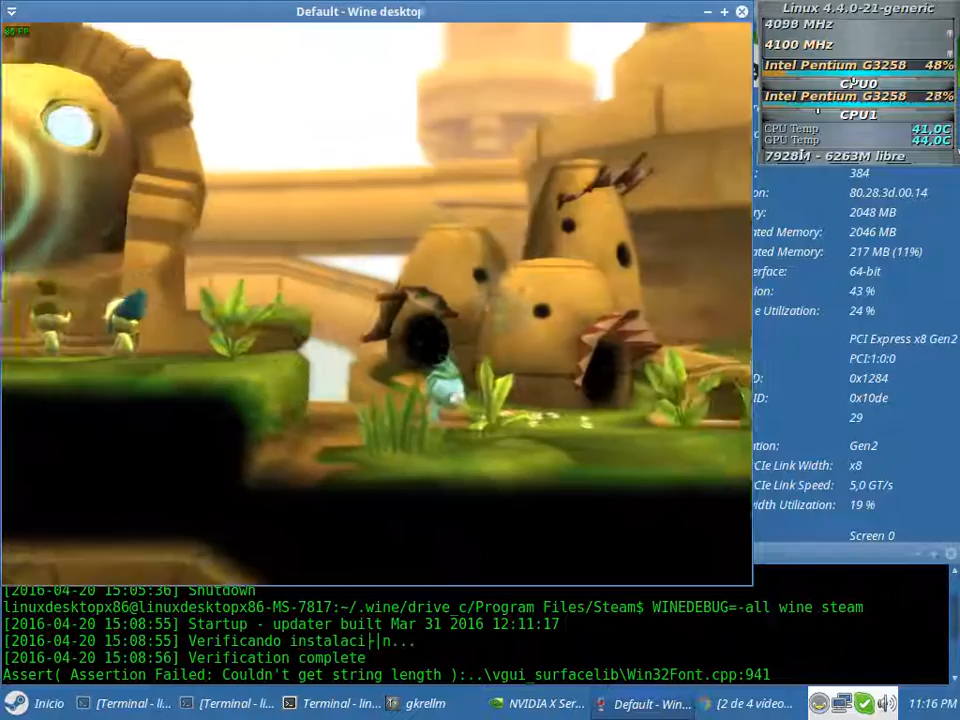 Default - Wine desktop
Linux 4.4.0-21-generic
4098 MHz
4100 MHz
Intel Pentium G3258 48%
CPU0
Intel Pentium G3258 28%
CPU1
CPU Temp 41,0C
GPU Temp 44,0C
7928M - 6263M libre
: 384
on: 80.28.3d.00.14
ry: 2048 MB
ated Memory: 2046 MB
ated Memory: 217 MB (11%)
erface: 64-bit
ion: 43 %
e Utilization: 24 %
PCI Express x8 Gen2
PCI:1:0:0
D: 0x1284
ID: 0x10de
29
ation: Gen2
CIe Link Width: x8
CIe Link Speed: 5,0 GT/s
width Utilization: 19 %
Screen 0
[2016-04-20 15:05:36] Shutdown
linuxdesktopx86@linuxdesktopx86-MS-7817:~/.wine/drive_c/Program Files/Steam$ WINEDEBUG=-all wine steam
[2016-04-20 15:08:55] Startup - updater built Mar 31 2016 12:11:17
[2016-04-20 15:08:55] Verificando instalaci├│n...
[2016-04-20 15:08:56] Verification complete
Assert( Assertion Failed: Couldn't get string length ):..\vgui_surfacelib\Win32Font.cpp:941
Inicio [Terminal - li... [Terminal - li... Terminal - lin... gkrellm NVIDIA X Ser... Default - Win... [2 de 4 vídeo... 11:16 PM